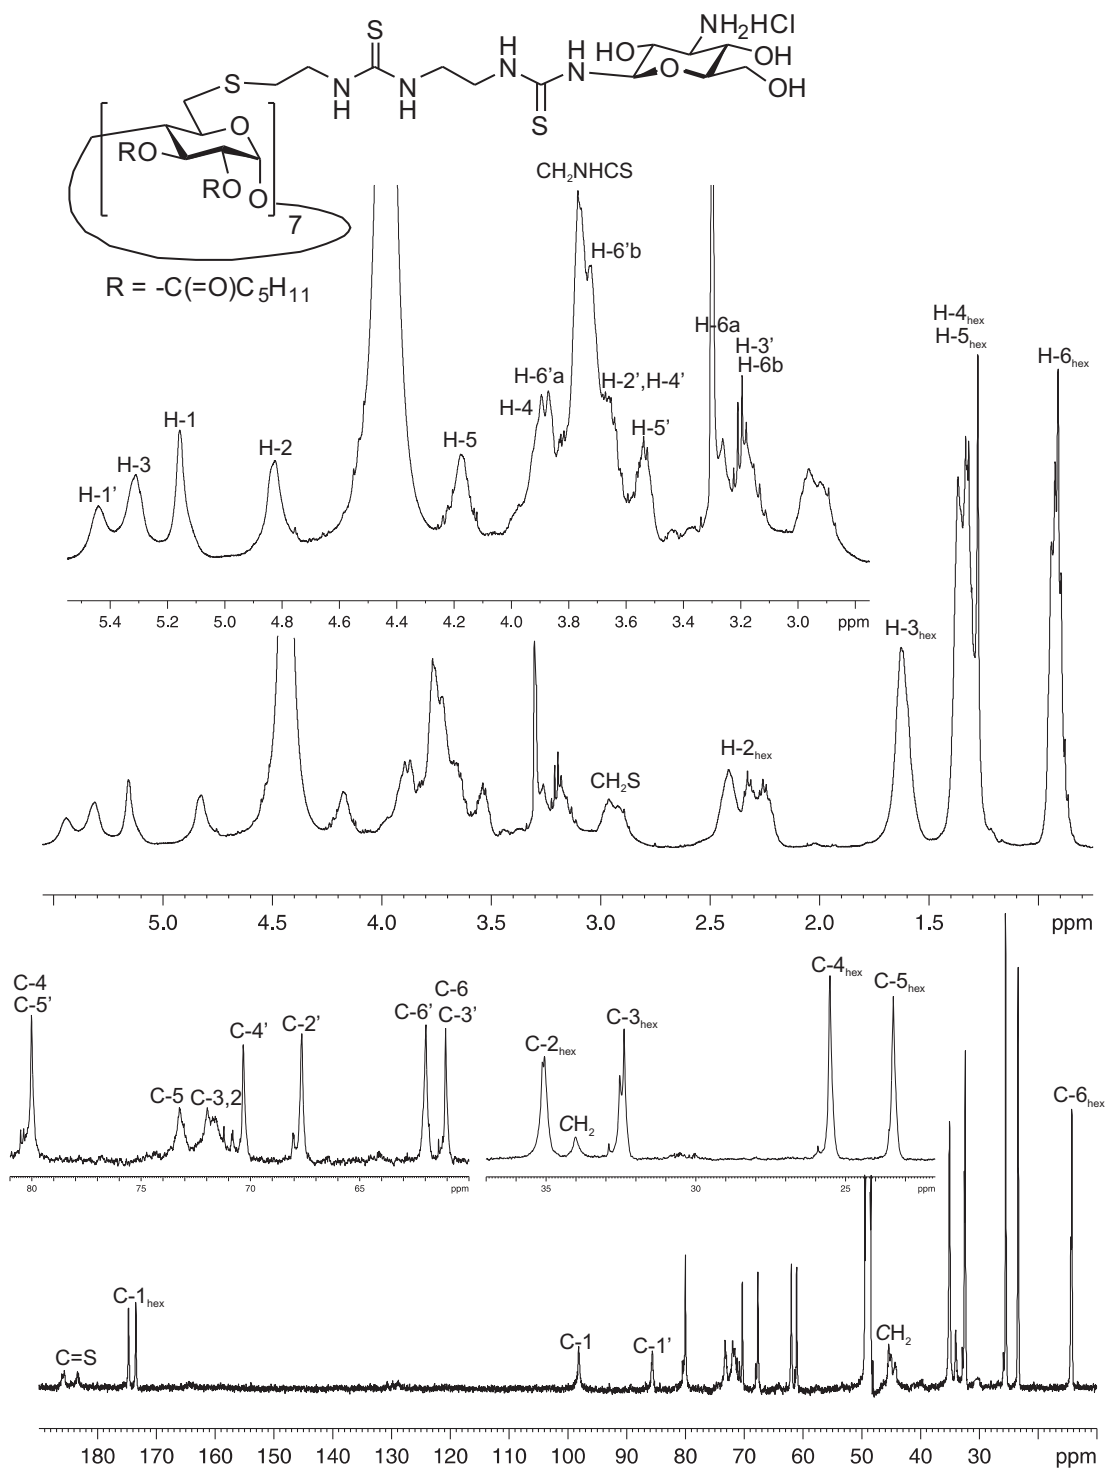 NH2HCl
S
H
H
HO
OH
S
N
N
O
OH
N
N
H
H
S
O
RO
RO
O
7
R = -C(=O)C5H11
CH2NHCS
H-6'b
H-6a
H-3'
H-6b
H-4hex
H-5hex
H-6hex
H-6'a
H-2',H-4'
H-4
H-5'
H-1
H-5
H-2
H-3
H-1'
5.4 5.2 5.0 4.8 4.6 4.4 4.2 4.0 3.8 3.6 3.4 3.2 3.0 ppm
H-3hex
H-2hex
CH2S
5.0 4.5 4.0 3.5 3.0 2.5 2.0 1.5 ppm
C-4
C-5'
C-5
C-3,2
C-4'
C-2'
C-6'
C-6
C-3'
C-2hex
CH2
C-3hex
C-4hex
C-5hex
C-6hex
80 75 70 65 ppm
35 30 25 ppm
C=S
C-1hex
C-1
C-1'
CH2
180 170 160 150 140 130 120 110 100 90 80 70 60 50 40 30 ppm